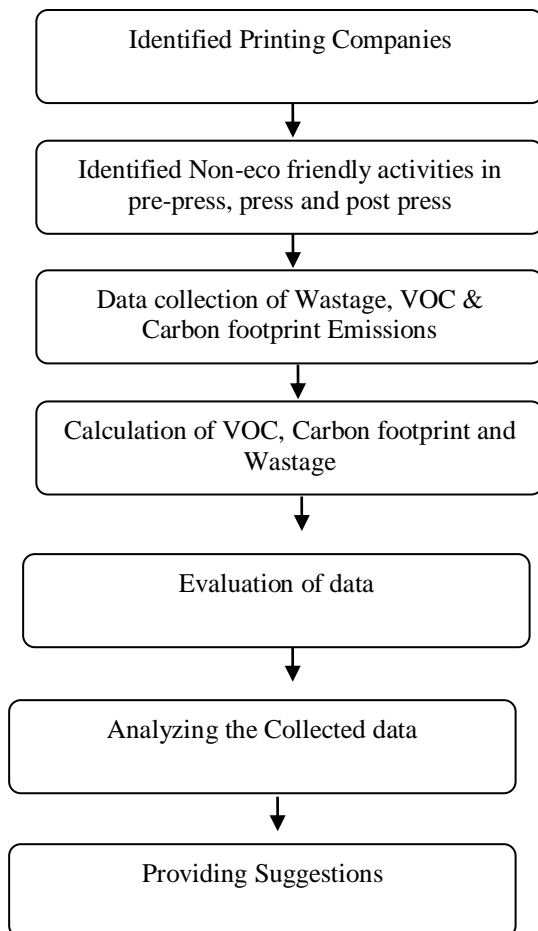 Identified Printing Companies
Identified Non-eco friendly activities in
pre-press, press and post press
Data collection of Wastage, VOC &
Carbon footprint Emissions
Calculation of VOC, Carbon footprint and
Wastage
Evaluation of data
Analyzing the Collected data
Providing Suggestions